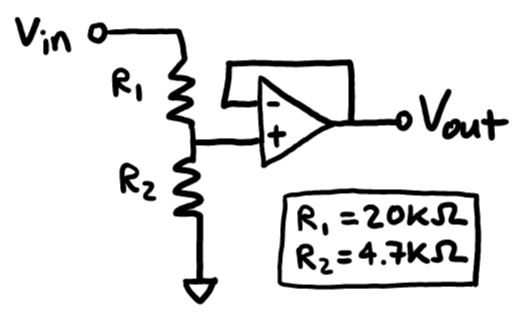 Vin
R₁
-
+
Vout
R₂
R₁ = 20KΩ
R₂ = 4.7KΩ